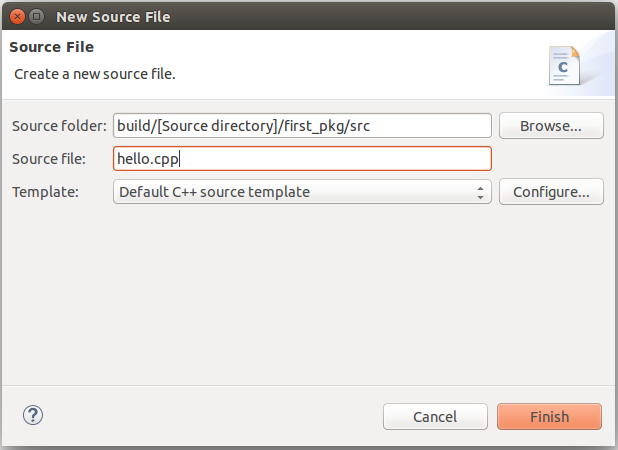 New Source File
Source File
Create a new source file.
C
Source folder: build/[Source directory]/first_pkg/src Browse...
Source file: hello.cpp
Template: Default C++ source template Configure...
? Cancel Finish